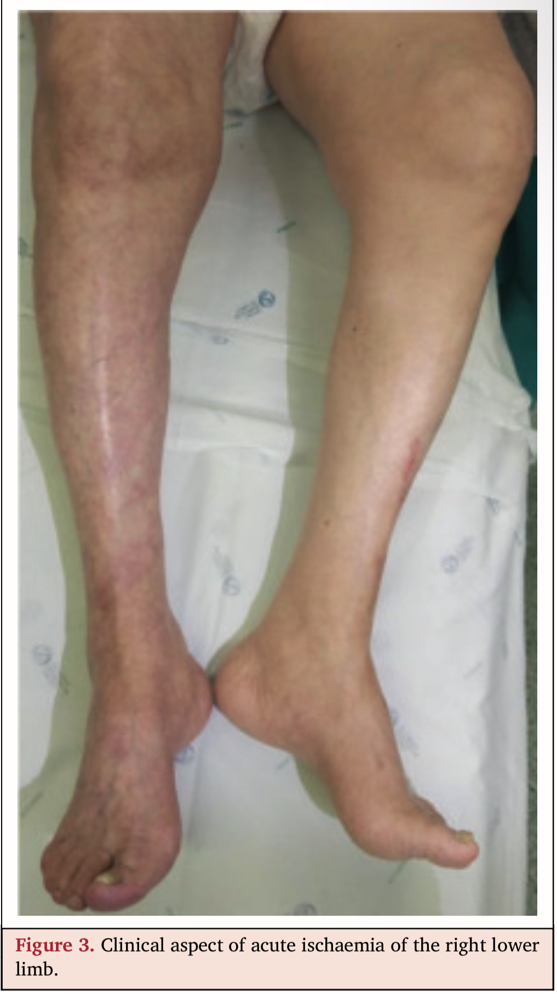 Figure 3. Clinical aspect of acute ischaemia of the right lower
limb.